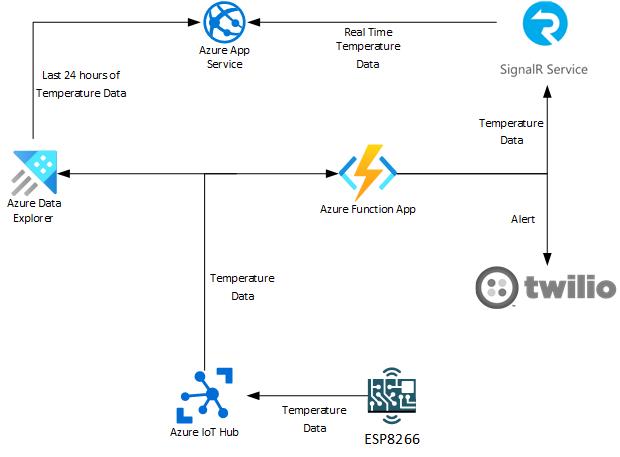 Azure App
Service
Real Time
Temperature
Data
SignalR Service
Last 24 hours of
Temperature Data
Temperature
Data
Azure Data
Explorer
Azure Function App
Alert
twilio
Temperature
Data
Azure IoT Hub
Temperature
Data
ESP8266